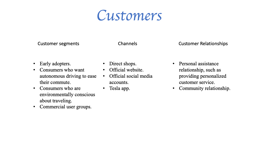 Customers
Customer segments
• Early adopters.
• Consumers who want
autonomous driving to ease
their commute.
• Consumers who are
environmentally conscious
about traveling.
• Commercial user groups.
Channels
• Direct shops.
• Official website.
• Official social media
accounts.
• Tesla app.
Customer Relationships
• Personal assistance
relationship, such as
providing personalized
customer service.
• Community relationship.